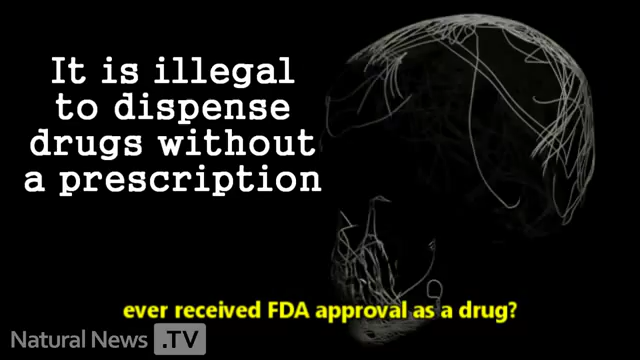 It is illegal
to dispense
drugs without
a prescription
ever received FDA approval as a drug?
Natural News .TV